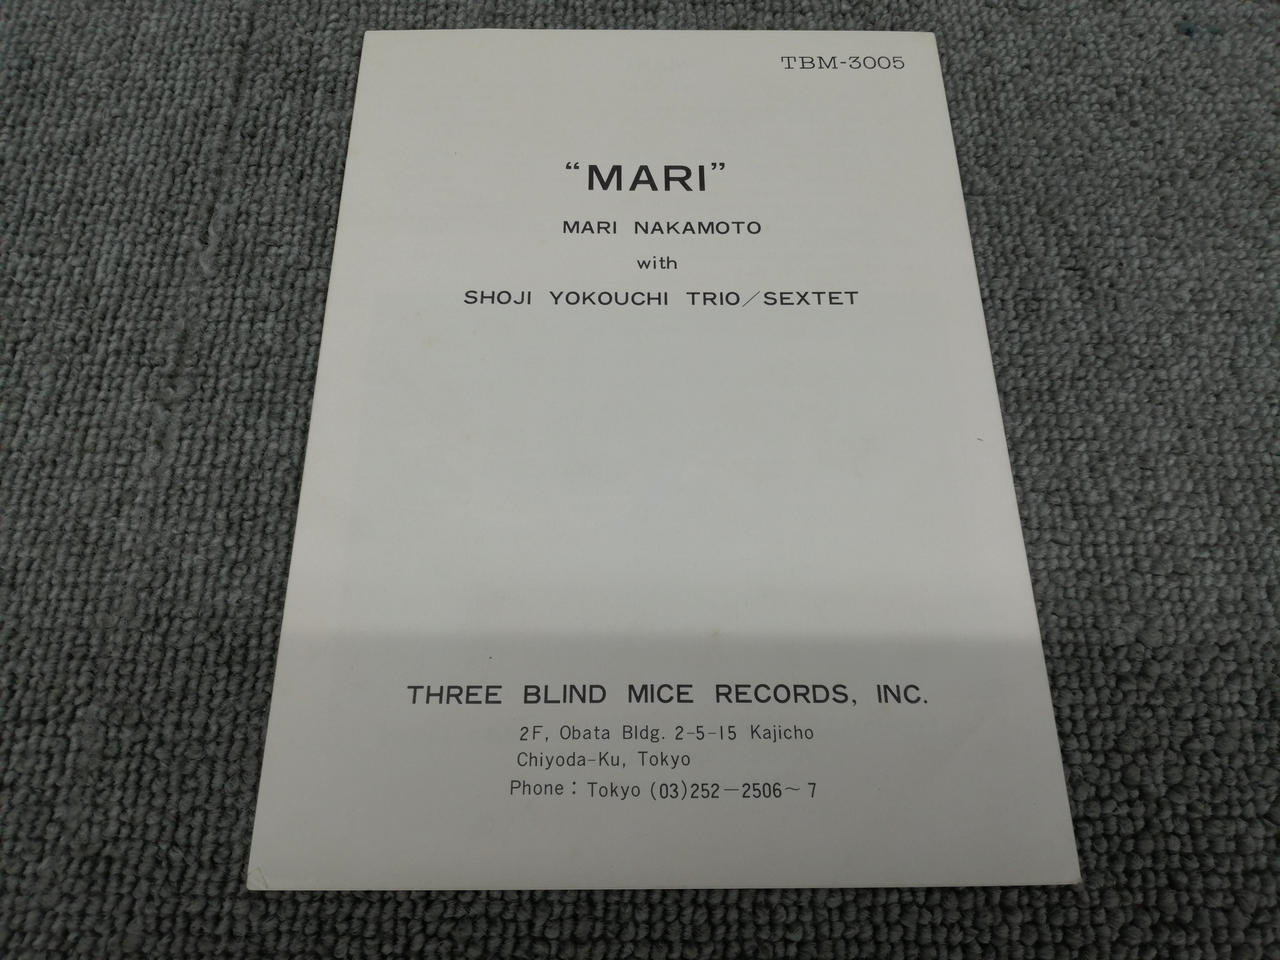 TBM-3005
“MARI”
MARI NAKAMOTO
with
SHOJI YOKOUCHI TRIO／SEXTET
THREE BLIND MICE RECORDS, INC.
2F, Obata Bldg. 2-5-15 Kajicho
Chiyoda-Ku, Tokyo
Phone : Tokyo (03)252－2506～7